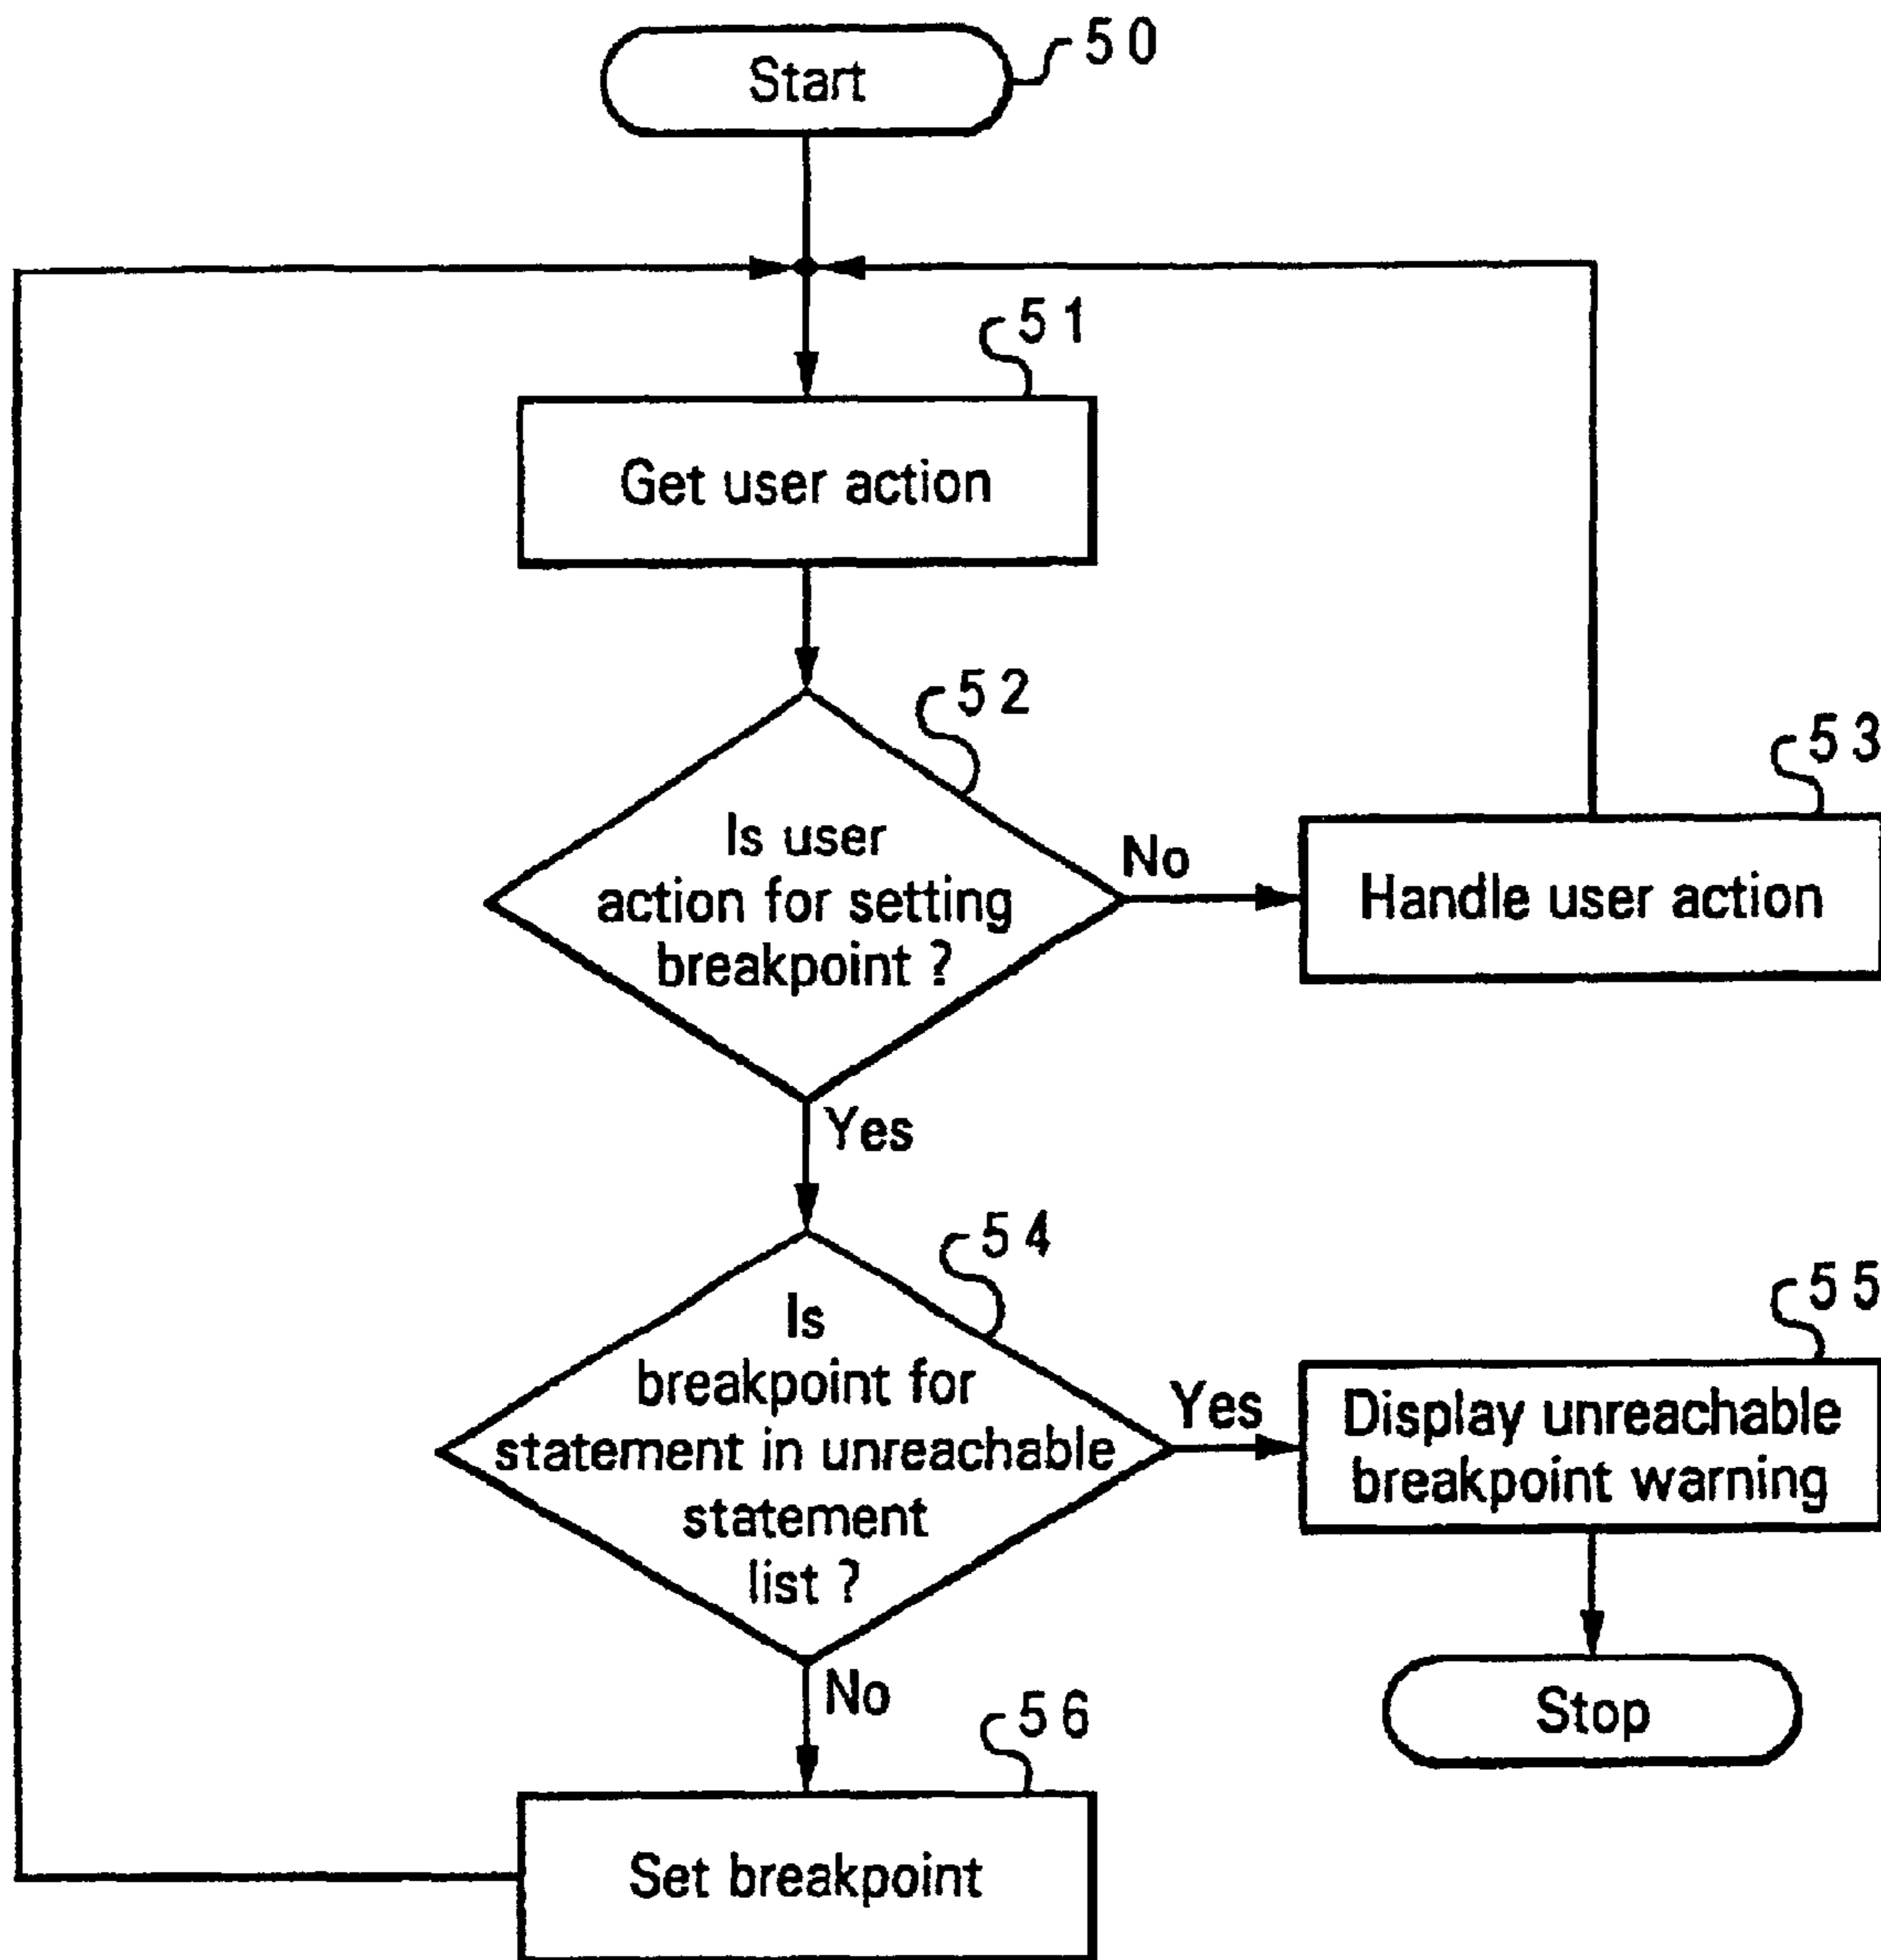 Start
50
51
Get user action
52
Is user
action for setting
breakpoint ?
No
53
Handle user action
Yes
54
Is
breakpoint for
statement in unreachable
statement
list ?
Yes
55
Display unreachable
breakpoint warning
No
Stop
56
Set breakpoint